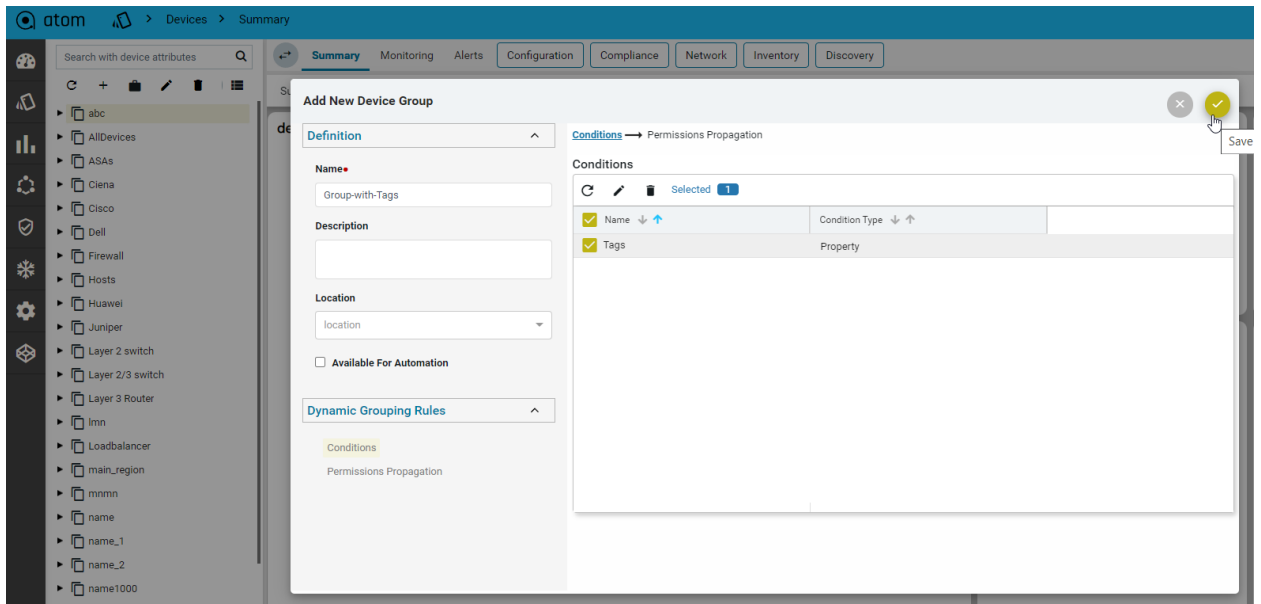 atom > Devices > Summary
Search with device attributes
Summary Monitoring Alerts Configuration Compliance Network Inventory Discovery
abc
AllDevices
ASAs
Ciena
Cisco
Dell
Firewall
Hosts
Huawei
Juniper
Layer 2 switch
Layer 2/3 switch
Layer 3 Router
lmn
Loadbalancer
main_region
mnmn
name
name_1
name_2
name1000
Su
de
Add New Device Group
Save
Definition
Name
Group-with-Tags
Description
Location
location
Available For Automation
Dynamic Grouping Rules
Conditions
Permissions Propagation
Conditions → Permissions Propagation
Conditions
Selected 1
Name Condition Type
Tags Property